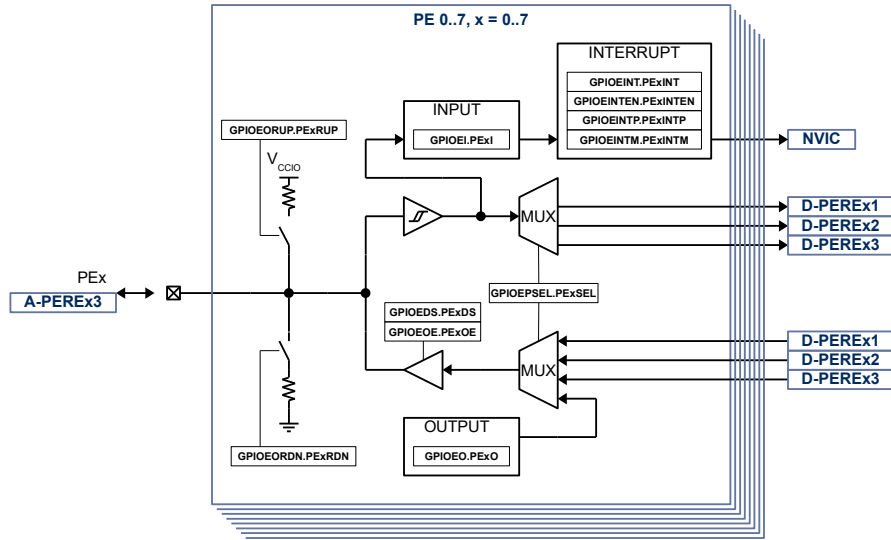 PE 0..7, x = 0..7
INTERRUPT
GPIOEINT.PExINT
GPIOEINTEN.PExINTEN
GPIOEINTP.PExINTP
GPIOEINTM.PExINTM
INPUT
GPIOEI.PExI
NVIC
GPIOEORUP.PExRUP
VCCIO
MUX
D-PEREx1
D-PEREx2
D-PEREx3
PEx
A-PEREx3
GPIOEPSEL.PExSEL
GPIOEDS.PExDS
GPIOEOE.PExOE
MUX
D-PEREx1
D-PEREx2
D-PEREx3
OUTPUT
GPIOEO.PExO
GPIOEORDN.PExRDN